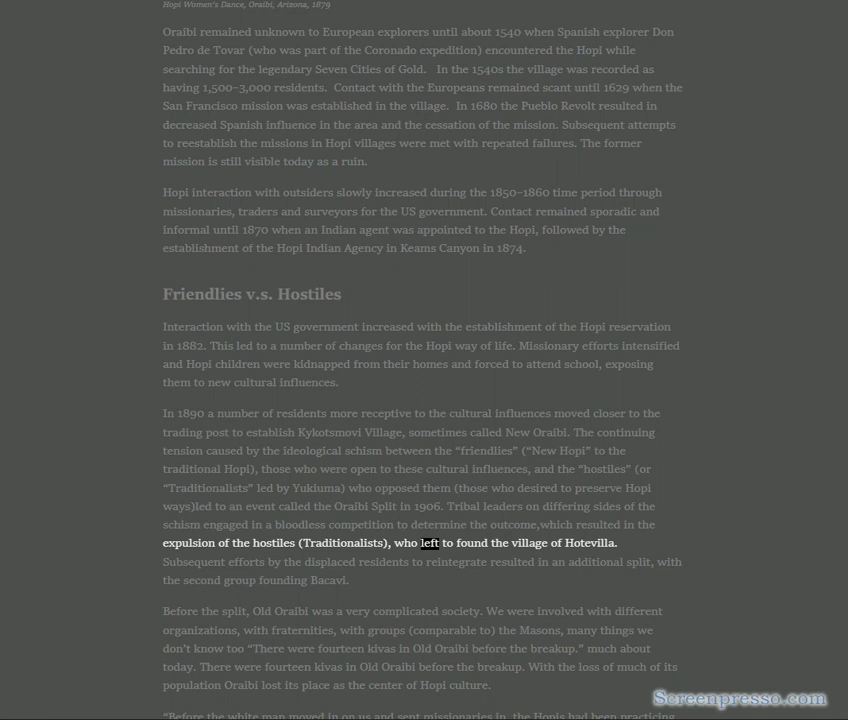 Hopi Women's Dance, Oraibi, Arizona, 1879
Oraibi remained unknown to European explorers until about 1540 when Spanish explorer Don
Pedro de Tovar (who was part of the Coronado expedition) encountered the Hopi while
searching for the legendary Seven Cities of Gold.   In the 1540s the village was recorded as
having 1,500–3,000 residents.  Contact with the Europeans remained scant until 1629 when the
San Francisco mission was established in the village.  In 1680 the Pueblo Revolt resulted in
decreased Spanish influence in the area and the cessation of the mission. Subsequent attempts
to reestablish the missions in Hopi villages were met with repeated failures. The former
mission is still visible today as a ruin.
Hopi interaction with outsiders slowly increased during the 1850–1860 time period through
missionaries, traders and surveyors for the US government. Contact remained sporadic and
informal until 1870 when an Indian agent was appointed to the Hopi, followed by the
establishment of the Hopi Indian Agency in Keams Canyon in 1874.
Friendlies v.s. Hostiles
Interaction with the US government increased with the establishment of the Hopi reservation
in 1882. This led to a number of changes for the Hopi way of life. Missionary efforts intensified
and Hopi children were kidnapped from their homes and forced to attend school, exposing
them to new cultural influences.
In 1890 a number of residents more receptive to the cultural influences moved closer to the
trading post to establish Kykotsmovi Village, sometimes called New Oraibi. The continuing
tension caused by the ideological schism between the “friendlies” (“New Hopi” to the
traditional Hopi), those who were open to these cultural influences, and the “hostiles” (or
“Traditionalists” led by Yukiuma) who opposed them (those who desired to preserve Hopi
ways)led to an event called the Oraibi Split in 1906. Tribal leaders on differing sides of the
schism engaged in a bloodless competition to determine the outcome,which resulted in the
expulsion of the hostiles (Traditionalists), who left to found the village of Hotevilla.
Subsequent efforts by the displaced residents to reintegrate resulted in an additional split, with
the second group founding Bacavi.
Before the split, Old Oraibi was a very complicated society. We were involved with different
organizations, with fraternities, with groups (comparable to) the Masons, many things we
don't know too “There were fourteen kivas in Old Oraibi before the breakup.” much about
today. There were fourteen kivas in Old Oraibi before the breakup. With the loss of much of its
population Oraibi lost its place as the center of Hopi culture.
“Before the white man moved in on us and sent missionaries in, the Hopis had been practicing
Screenpresso.com